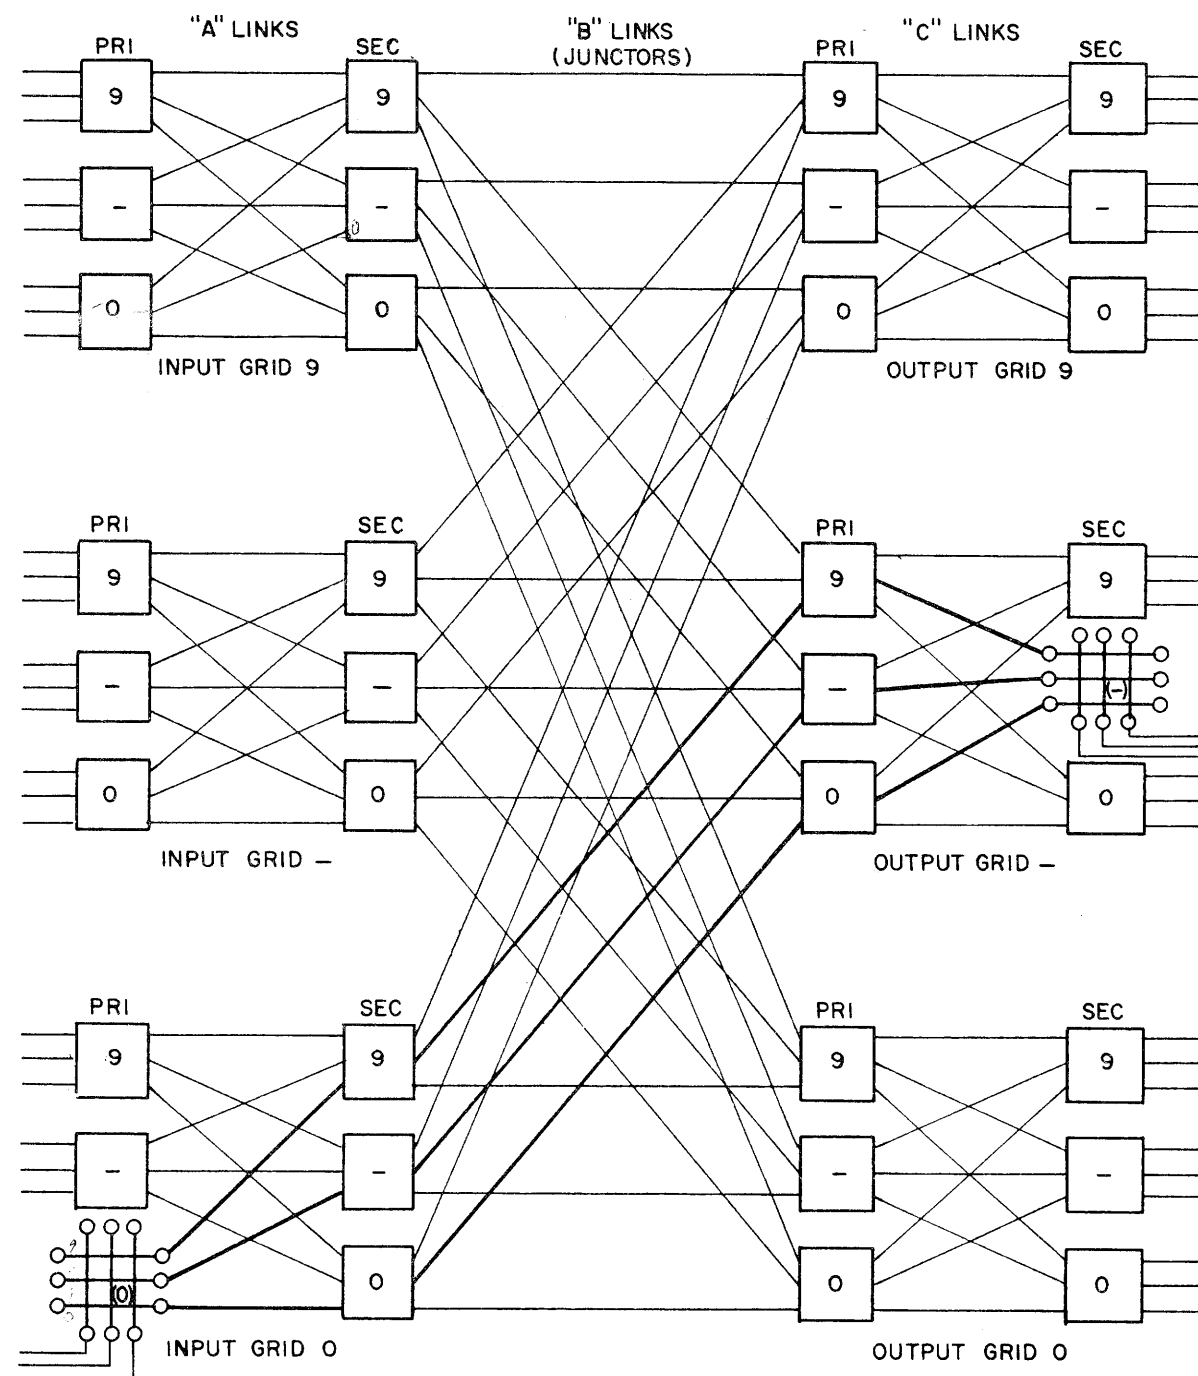 "A" LINKS "B" LINKS "C" LINKS
PRI SEC (JUNCTORS) PRI SEC
9 9 9 9
– – – –
0 0 0 0
INPUT GRID 9 OUTPUT GRID 9
PRI SEC PRI SEC
9 9 9 9
– – – (–)
0 0 0 0
INPUT GRID – OUTPUT GRID –
PRI SEC PRI SEC
9 9 9 9
– – – –
(0) 0 0 0
INPUT GRID 0 OUTPUT GRID 0